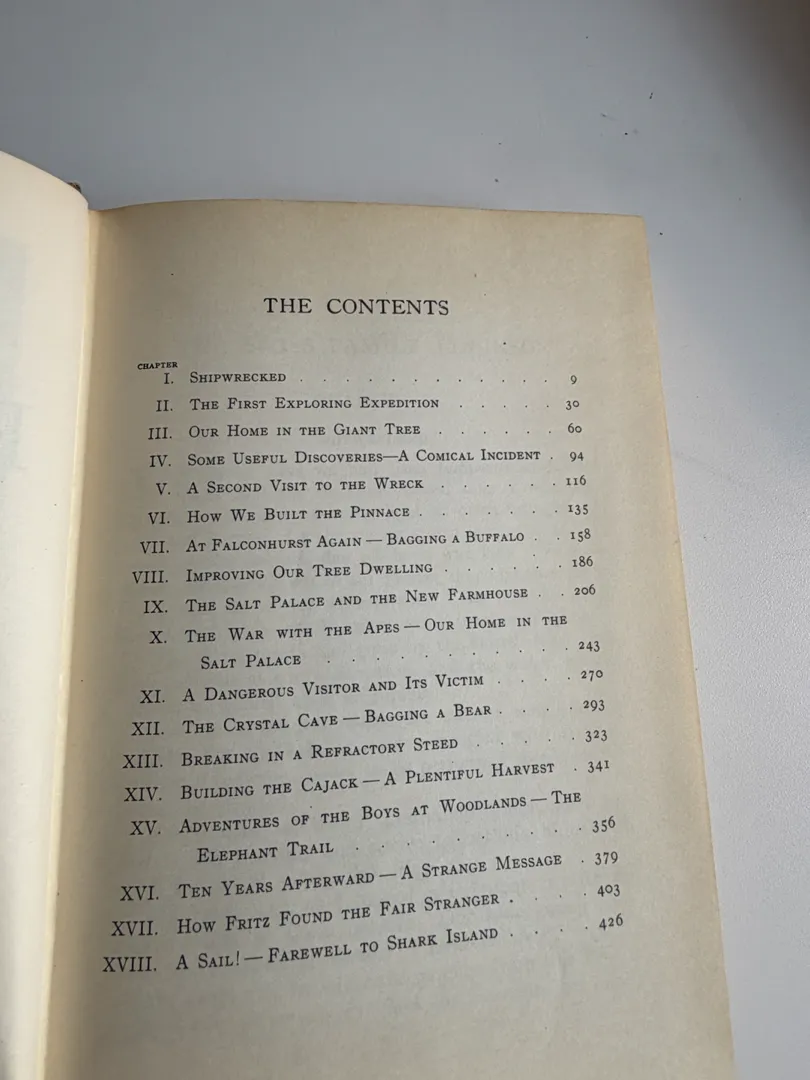 THE CONTENTS
CHAPTER
I. SHIPWRECKED . . . . . . . . . . . . 9
II. THE FIRST EXPLORING EXPEDITION . . . . . 30
III. OUR HOME IN THE GIANT TREE . . . . . . 60
IV. SOME USEFUL DISCOVERIES—A COMICAL INCIDENT . 94
V. A SECOND VISIT TO THE WRECK . . . . . . 116
VI. HOW WE BUILT THE PINNACE . . . . . . . 135
VII. AT FALCONHURST AGAIN — BAGGING A BUFFALO . . 158
VIII. IMPROVING OUR TREE DWELLING . . . . . . 186
IX. THE SALT PALACE AND THE NEW FARMHOUSE . . 206
X. THE WAR WITH THE APES — OUR HOME IN THE
SALT PALACE . . . . . . . . . . . 243
XI. A DANGEROUS VISITOR AND ITS VICTIM . . . . 270
XII. THE CRYSTAL CAVE — BAGGING A BEAR . . . . 293
XIII. BREAKING IN A REFRACTORY STEED . . . . . 323
XIV. BUILDING THE CAJACK — A PLENTIFUL HARVEST . 341
XV. ADVENTURES OF THE BOYS AT WOODLANDS — THE
ELEPHANT TRAIL . . . . . . . . . . 356
XVI. TEN YEARS AFTERWARD — A STRANGE MESSAGE . 379
XVII. HOW FRITZ FOUND THE FAIR STRANGER . . . . 403
XVIII. A SAIL! — FAREWELL TO SHARK ISLAND . . . . 426